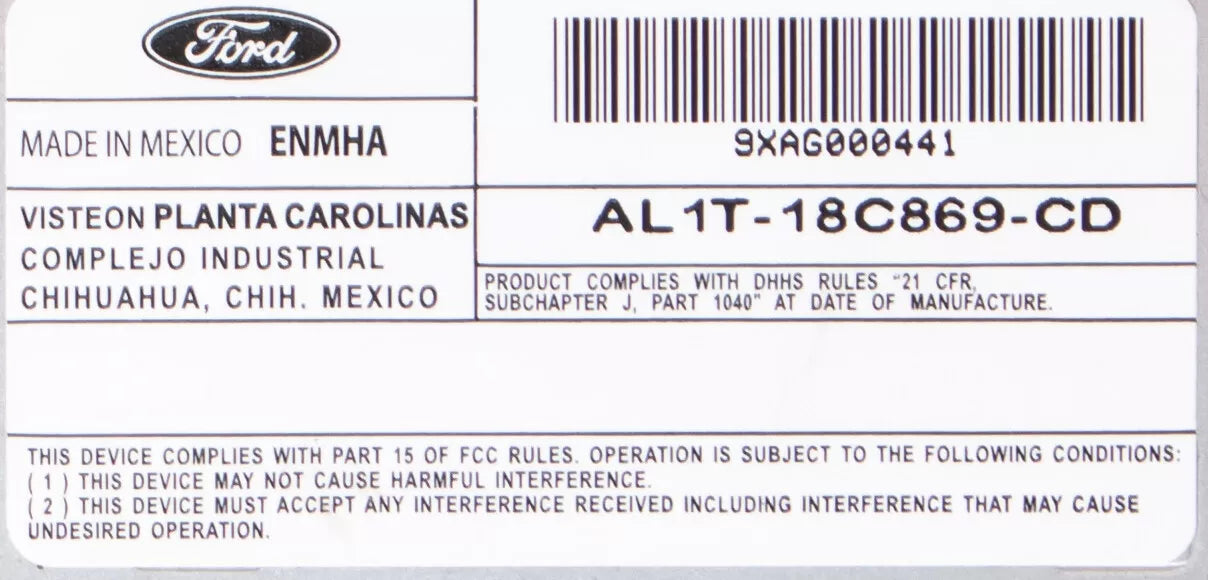 Ford
MADE IN MEXICO ENMHA
VISTEON PLANTA CAROLINAS
COMPLEJO INDUSTRIAL
CHIHUAHUA, CHIH. MEXICO
9XAG000441
AL1T-18C869-CD
PRODUCT COMPLIES WITH DHHS RULES "21 CFR,
SUBCHAPTER J, PART 1040" AT DATE OF MANUFACTURE.
THIS DEVICE COMPLIES WITH PART 15 OF FCC RULES. OPERATION IS SUBJECT TO THE FOLLOWING CONDITIONS:
( 1 ) THIS DEVICE MAY NOT CAUSE HARMFUL INTERFERENCE.
( 2 ) THIS DEVICE MUST ACCEPT ANY INTERFERENCE RECEIVED INCLUDING INTERFERENCE THAT MAY CAUSE
UNDESIRED OPERATION.